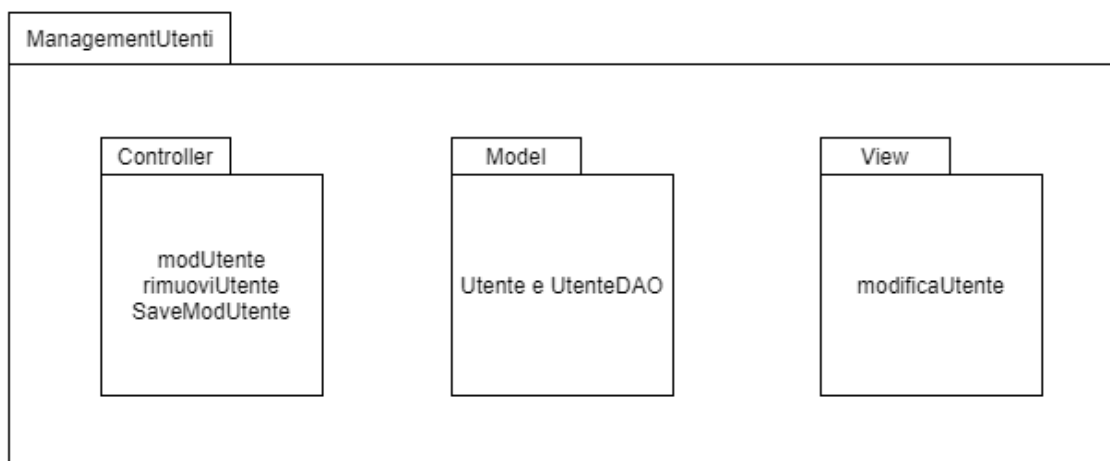 ManagementUtenti
Controller
modUtente
rimuoviUtente
SaveModUtente
Model
Utente e UtenteDAO
View
modificaUtente